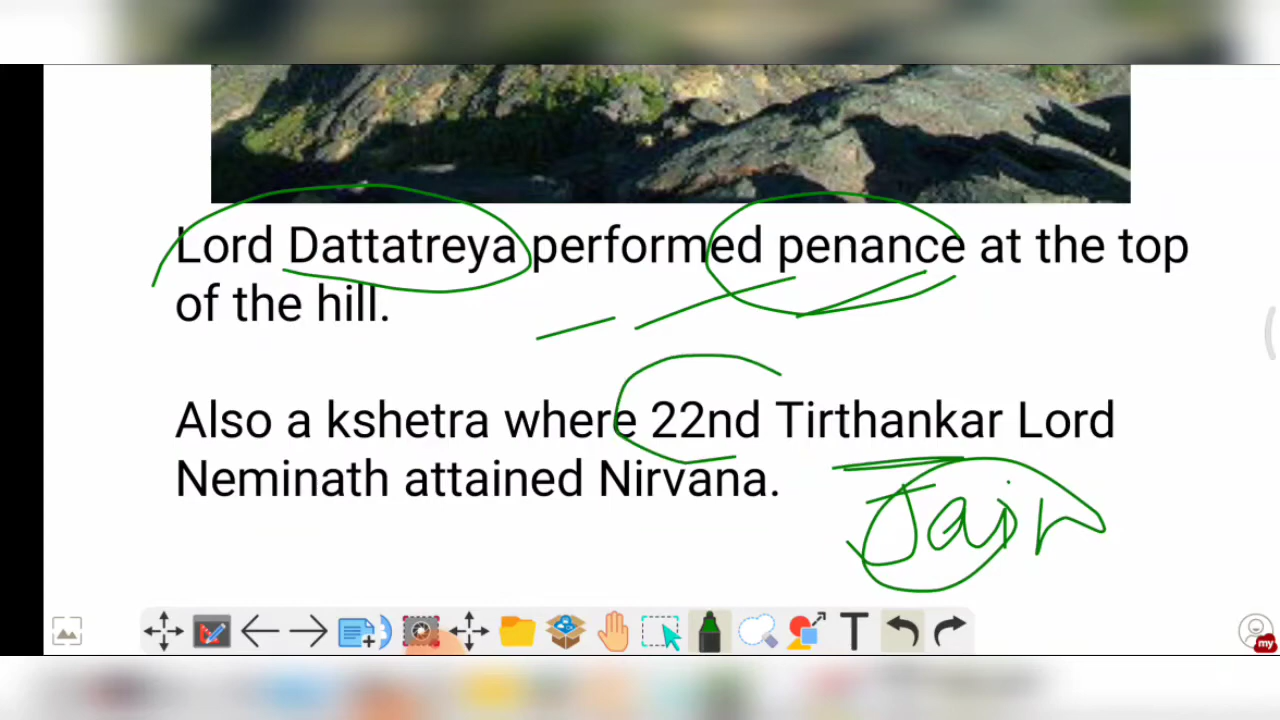 Lord Dattatreya performed penance at the top
of the hill.
Also a kshetra where 22nd Tirthankar Lord
Neminath attained Nirvana.
Jain
T
my